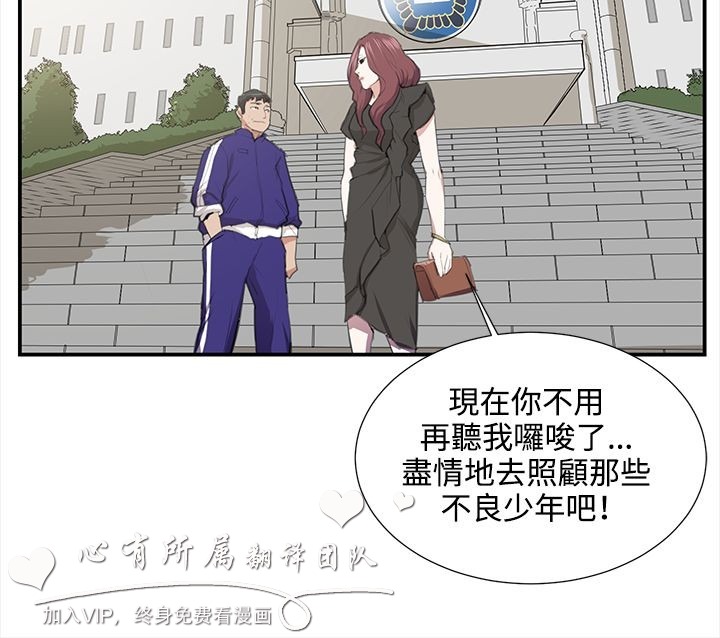 現在你不用
再聽我囉唆了...
盡情地去照顧那些
不良少年吧!
心有所属翻译团队
加入VIP，终身免费看漫画